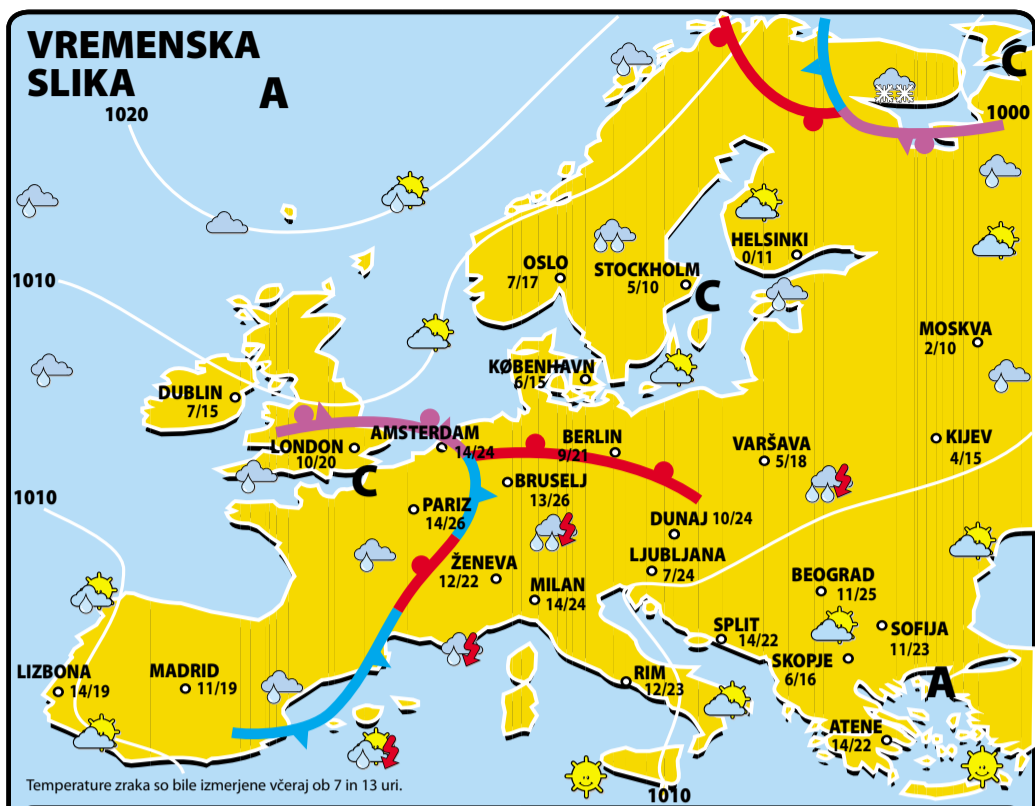 VREMENSKA
SLIKA
A
C
1020
1000
1010
HELSINKI
0/11
OSLO
7/17
STOCKHOLM
5/10
C
MOSKVA
2/10
KØBENHAVN
6/15
DUBLIN
7/15
AMSTERDAM
14/24
BERLIN
9/21
LONDON
10/20
VARŠAVA
5/18
KIJEV
4/15
C
BRUSELJ
13/26
1010
PARIZ
14/26
DUNAJ 10/24
LJUBLJANA
7/24
ŽENEVA
12/22
MILAN
14/24
BEOGRAD
11/25
SPLIT
14/22
SOFIJA
11/23
SKOPJE
6/16
LIZBONA
14/19
MADRID
11/19
RIM
12/23
A
ATENE
14/22
Temperature zraka so bile izmerjene včeraj ob 7 in 13 uri.
1010